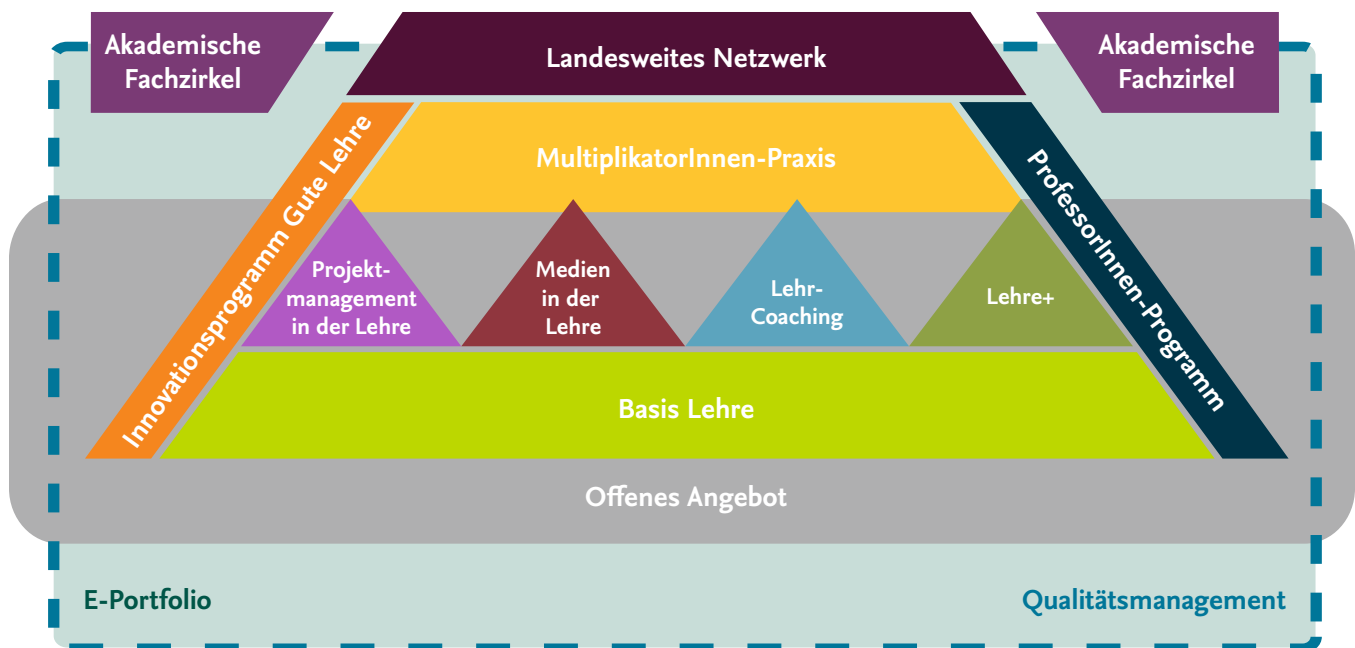 Akademische
Fachzirkel
Landesweites Netzwerk
Akademische
Fachzirkel
Innovationsprogramm Gute Lehre
MultiplikatorInnen-Praxis
ProfessorInnen-Programm
Projekt-
management
in der Lehre
Medien
in der
Lehre
Lehr-
Coaching
Lehre+
Basis Lehre
Offenes Angebot
E-Portfolio
Qualitätsmanagement